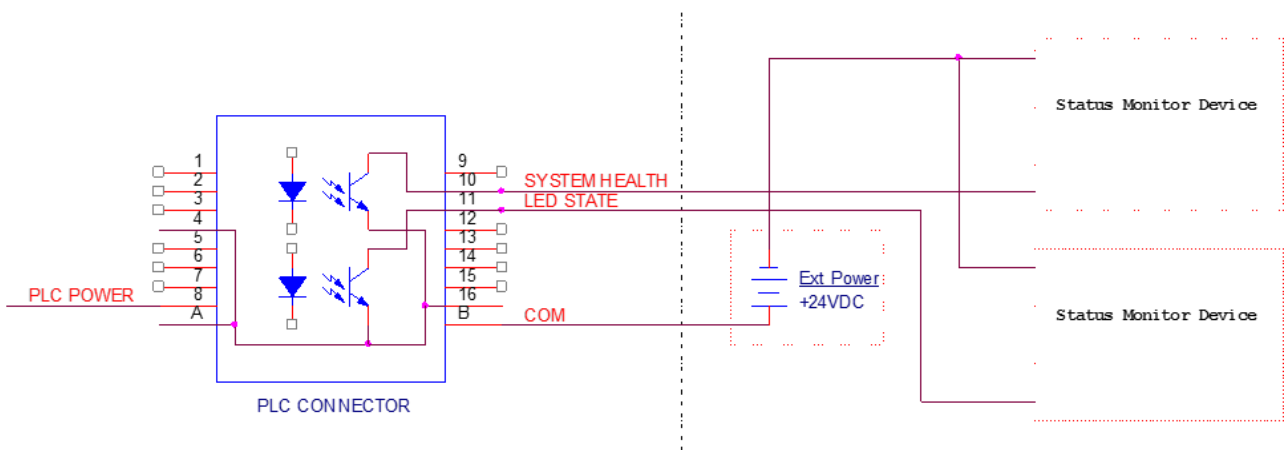 Status Monitor Device
1
2
3
4
5
6
7
8
A
9
10
11
12
13
14
15
16
B
SYSTEM HEALTH
LED STATE
PLC POWER
COM
Ext Power
+24VDC
Status Monitor Device
PLC CONNECTOR